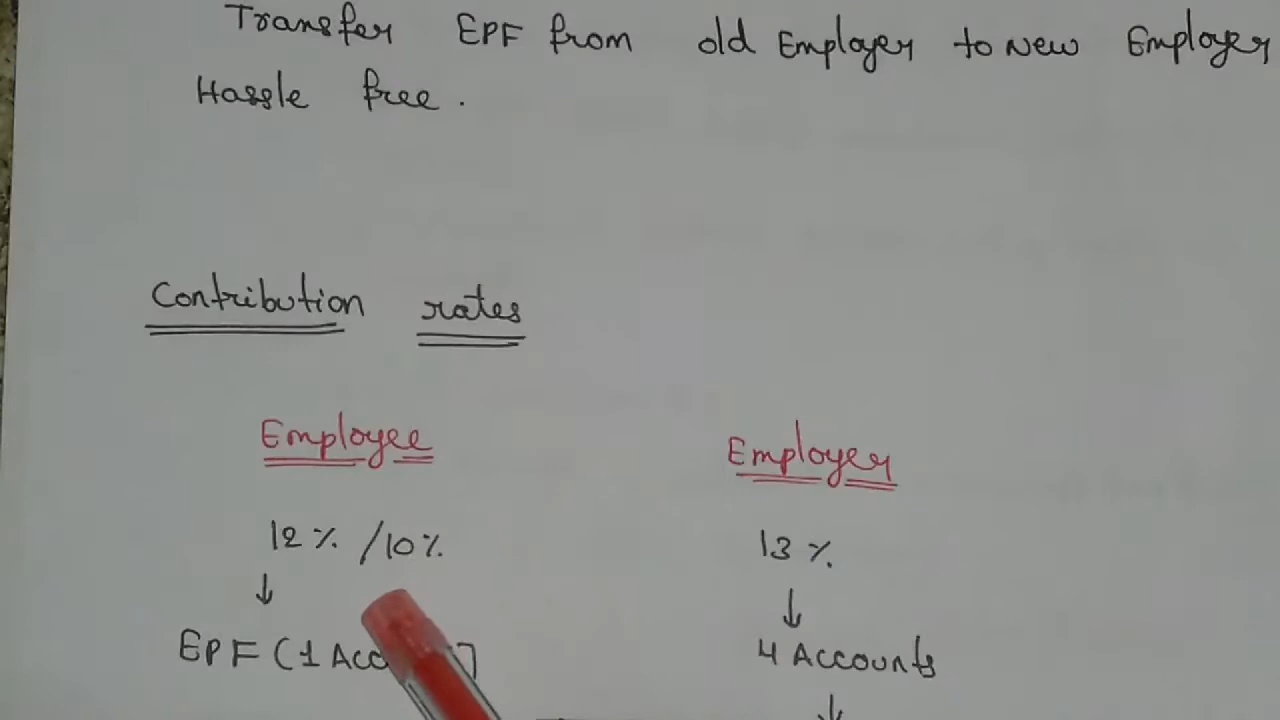 Transfer EPF from old Employer to New Employer
Hassle free.
Contribution rates
Employee
Employer
12% /10%
13%
EPF (1
4 Accounts